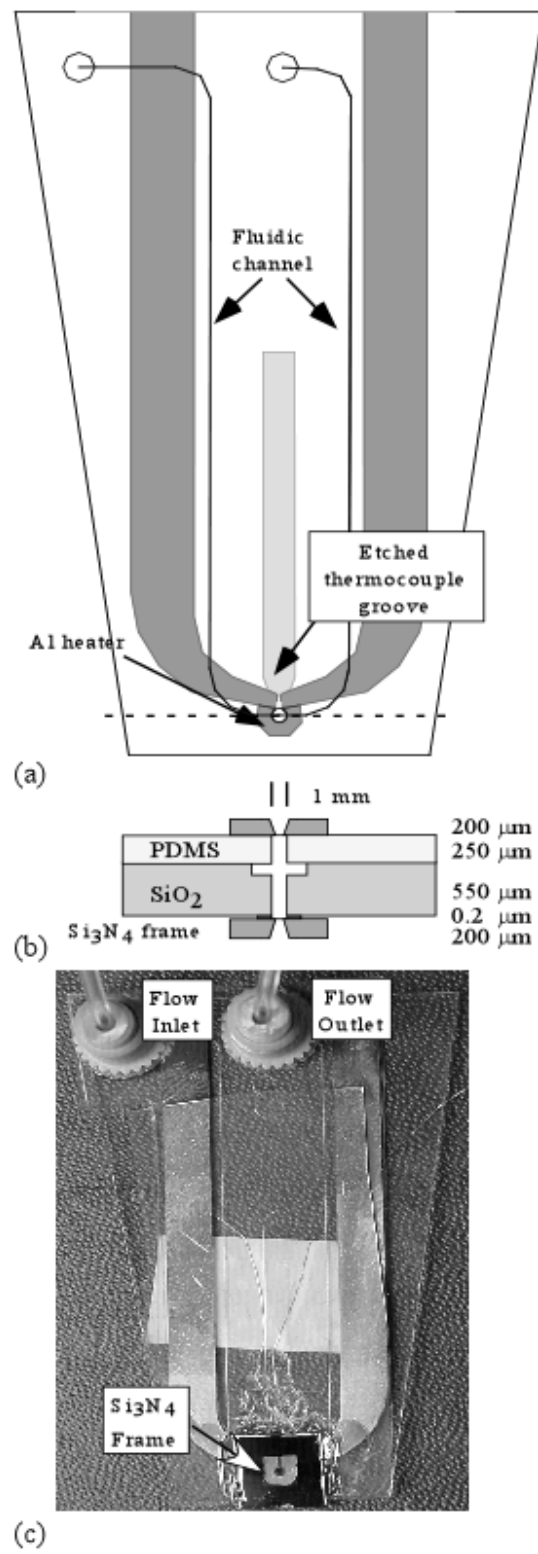 Fluidic
channel
Etched
thermocouple
groove
Al heater
(a)
1 mm
200 μm
PDMS
250 μm
SiO2
550 μm
0.2 μm
Si3N4 frame
200 μm
(b)
Flow
Inlet
Flow
Outlet
Si3N4
Frame
(c)